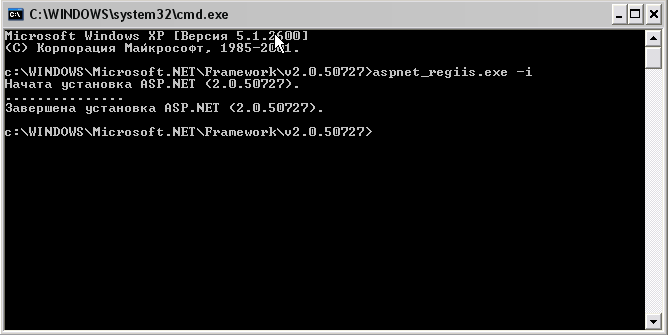 C:\WINDOWS\system32\cmd.exe
Microsoft Windows XP [Версия 5.1.2600]
(С) Корпорация Майкрософт, 1985-2001.
c:\WINDOWS\Microsoft.NET\Framework\v2.0.50727>aspnet_regiis.exe -i
Начата установка ASP.NET (2.0.50727).
...............
Завершена установка ASP.NET (2.0.50727).
c:\WINDOWS\Microsoft.NET\Framework\v2.0.50727>